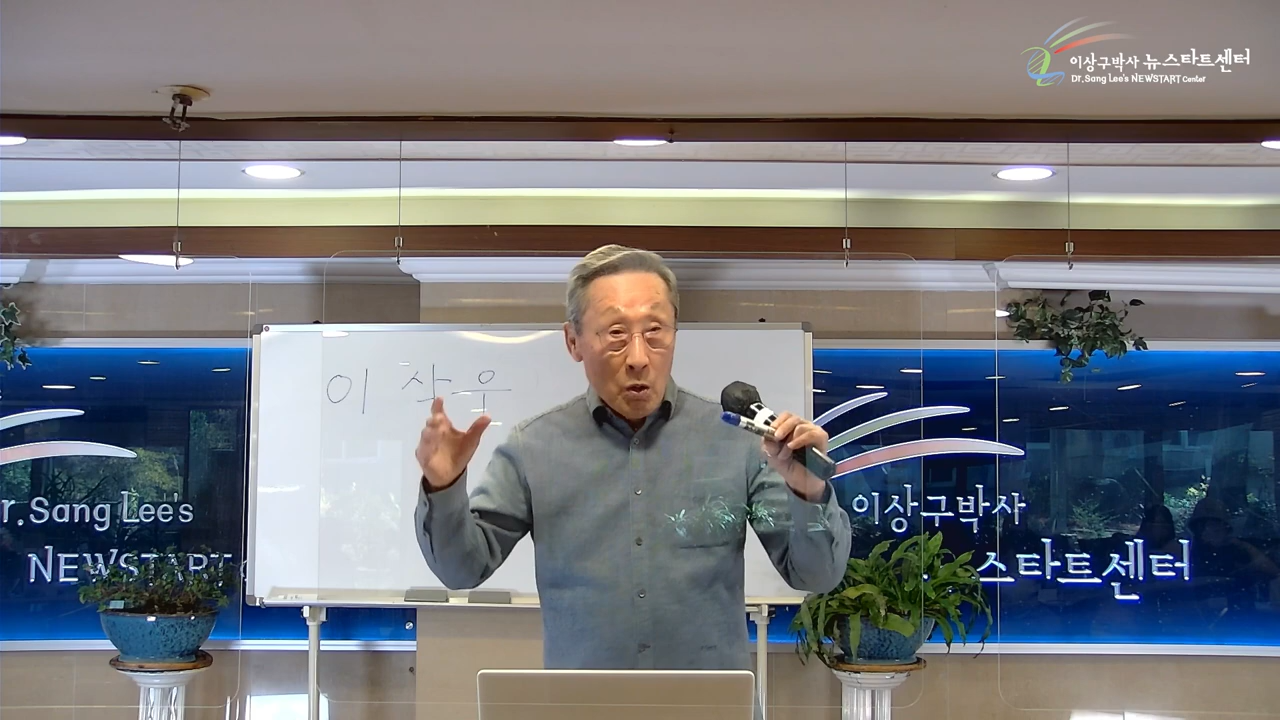 이상구박사 뉴스타트센터
Dr.Sang Lee's NEWSTART Center
이 상우
r.Sang Lee's
NEWSTART
이상구박사
스타트센터